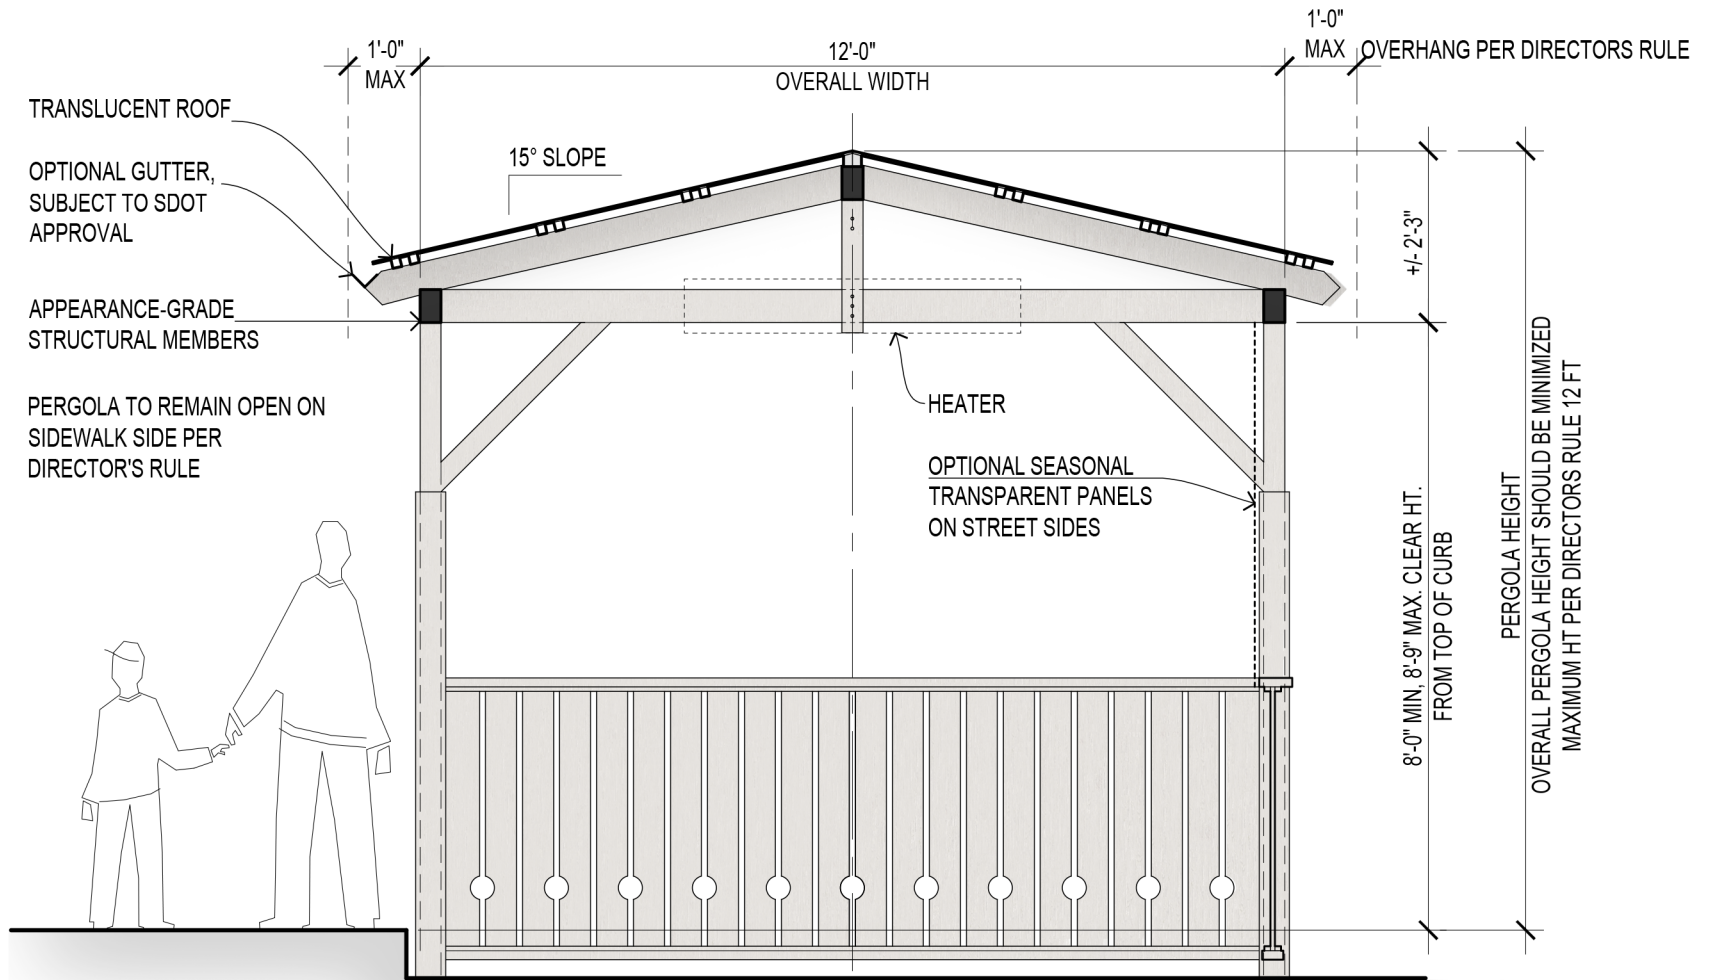 1'-0"
MAX
12'-0"
OVERALL WIDTH
1'-0"
MAX
OVERHANG PER DIRECTORS RULE
TRANSLUCENT ROOF
OPTIONAL GUTTER,
SUBJECT TO SDOT
APPROVAL
15° SLOPE
APPEARANCE-GRADE
STRUCTURAL MEMBERS
PERGOLA TO REMAIN OPEN ON
SIDEWALK SIDE PER
DIRECTOR'S RULE
HEATER
OPTIONAL SEASONAL
TRANSPARENT PANELS
ON STREET SIDES
+/- 2'-3"
8'-0" MIN, 8'-9" MAX. CLEAR HT.
FROM TOP OF CURB
PERGOLA HEIGHT
OVERALL PERGOLA HEIGHT SHOULD BE MINIMIZED
MAXIMUM HT PER DIRECTORS RULE 12 FT